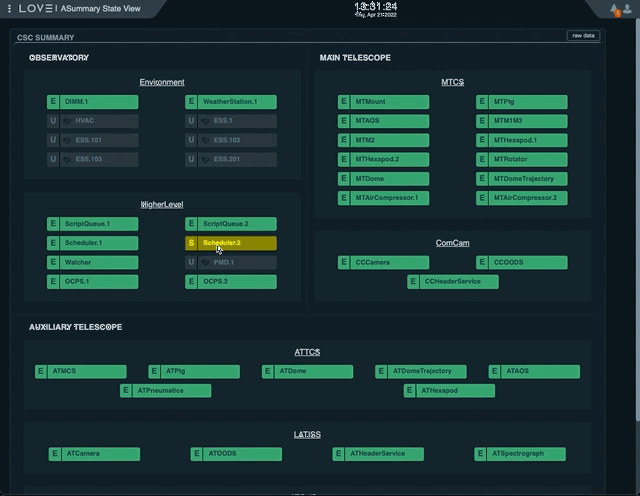 LOVE | ASummary State View
13:31:24
Thu, Apr 21 2022
CSC SUMMARY
raw data
OBSERVATORY
Environment
E DIMM.1
E WeatherStation.1
U HVAC
U ESS.1
U ESS.101
U ESS.102
U ESS.103
U ESS.201
HigherLevel
E ScriptQueue.1
E ScriptQueue.2
E Scheduler.1
S Scheduler.2
E Watcher
U PMD.1
E OCPS.1
E OCPS.2
MAIN TELESCOPE
MTCS
E MTMount
E MTPtg
E MTAOS
E MTM1M3
E MTM2
E MTHexapod.1
E MTHexapod.2
E MTRotator
E MTDome
E MTDomeTrajectory
E MTAirCompressor.1
E MTAirCompressor.2
ComCam
E CCCamera
E CCOODS
E CCHeaderService
AUXILIARY TELESCOPE
ATTCS
E ATMCS
E ATPtg
E ATDome
E ATDomeTrajectory
E ATAOS
E ATPneumatics
E ATHexapod
LATISS
E ATCamera
E ATOODS
E ATHeaderService
E ATSpectrograph